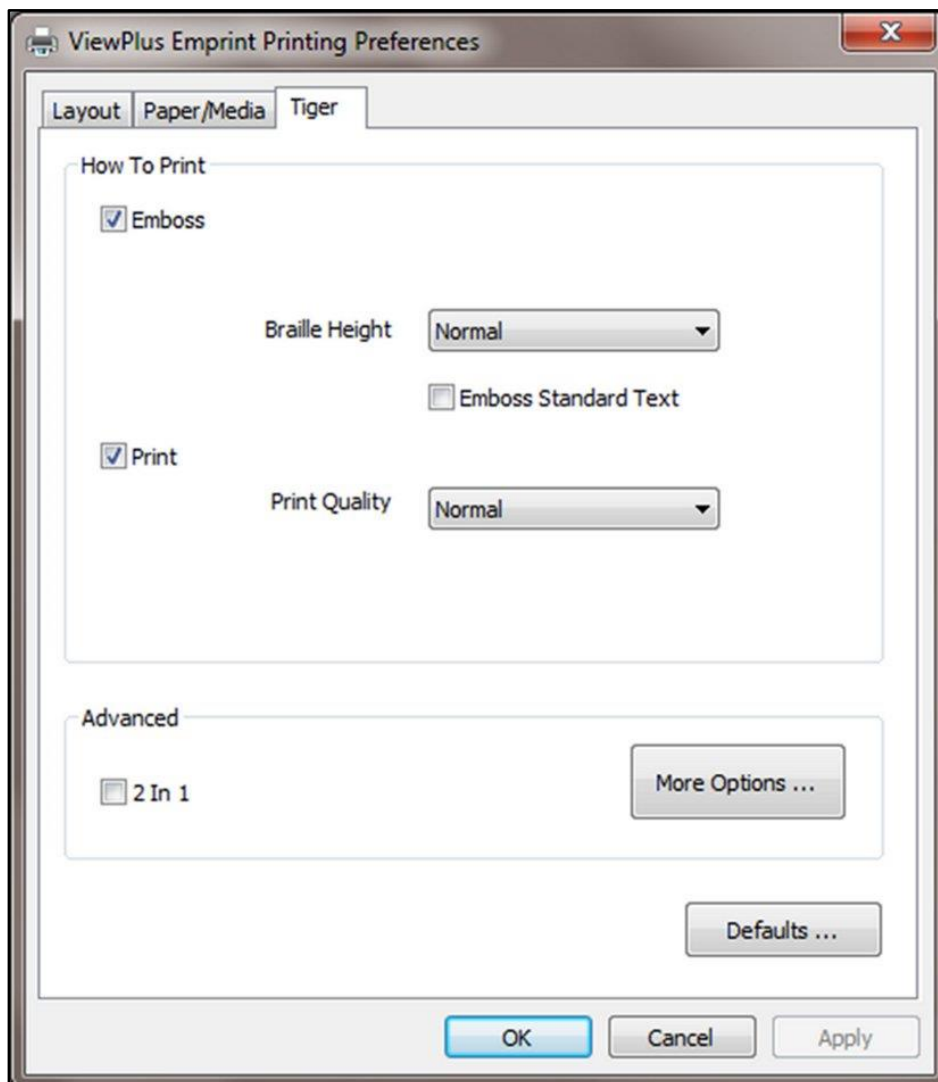 ViewPlus Emprint Printing Preferences
Layout Paper/Media Tiger
How To Print
Emboss
Braille Height Normal
Emboss Standard Text
Print
Print Quality Normal
Advanced
2 In 1
More Options ...
Defaults ...
OK Cancel Apply